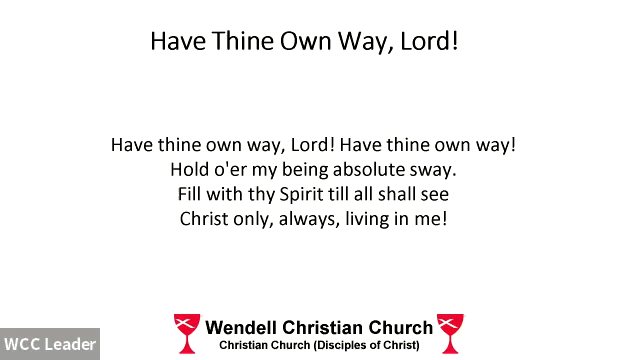 Have Thine Own Way, Lord!
Have thine own way, Lord! Have thine own way!
Hold o'er my being absolute sway.
Fill with thy Spirit till all shall see
Christ only, always, living in me!
Wendell Christian Church
Christian Church (Disciples of Christ)
WCC Leader